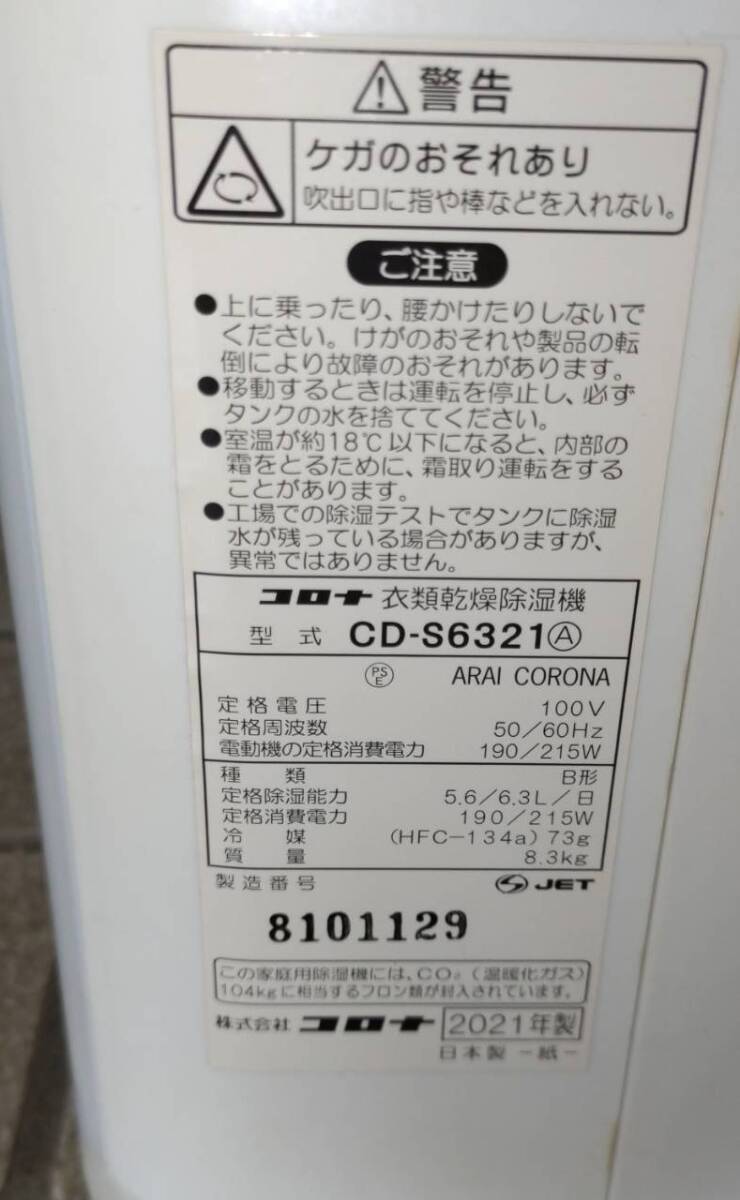 警告
ケガのおそれあり
吹出口に指や棒などを入れない。
ご注意
●上に乗ったり、腰かけたりしないで
ください。けがのおそれや製品の転
倒により故障のおそれがあります。
●移動するときは運転を停止し、必ず
タンクの水を捨ててください。
●室温が約18℃以下になると、内部の
霜をとるために、霜取り運転をする
ことがあります。
●工場での除湿テストでタンクに除湿
水が残っている場合がありますが、
異常ではありません。
コロナ 衣類乾燥除湿機
型式 CD-S6321Ⓐ
PSE ARAI CORONA
定格電圧 100V
定格周波数 50/60Hz
電動機の定格消費電力 190/215W
種類 B形
定格除湿能力 5.6/6.3L/日
定格消費電力 190/215W
冷媒 (HFC-134a) 73g
質量 8.3kg
製造番号 JET
8101129
この家庭用除湿機には、CO₂(温暖化ガス)
104kgに相当するフロン類が封入されています。
株式会社 コロナ 2021年製
日本製 -紙-